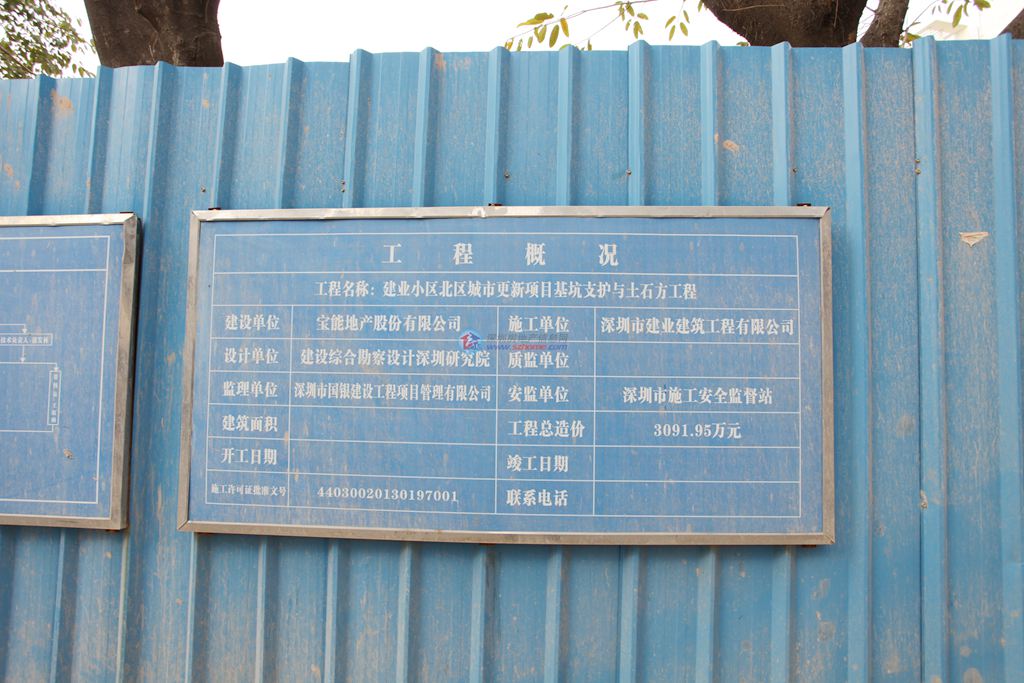 工程概况
工程名称：建业小区北区城市更新项目基坑支护与土石方工程
建设单位 宝能地产股份有限公司 施工单位 深圳市建业建筑工程有限公司
设计单位 建设综合勘察设计深圳研究院 质监单位
监理单位 深圳市国银建设工程项目管理有限公司 安监单位 深圳市施工安全监督站
建筑面积 工程总造价 3091.95万元
开工日期 竣工日期
施工许可证批准文号 44030020130197001 联系电话
www.szhome.com